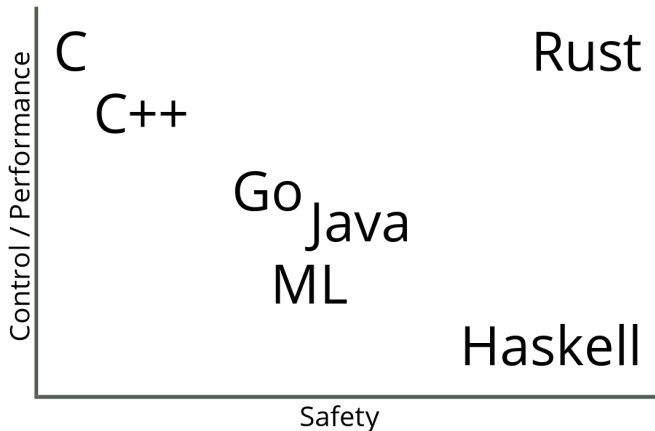 C
Rust
Control / Performance
C++
Go
Java
ML
Haskell
Safety